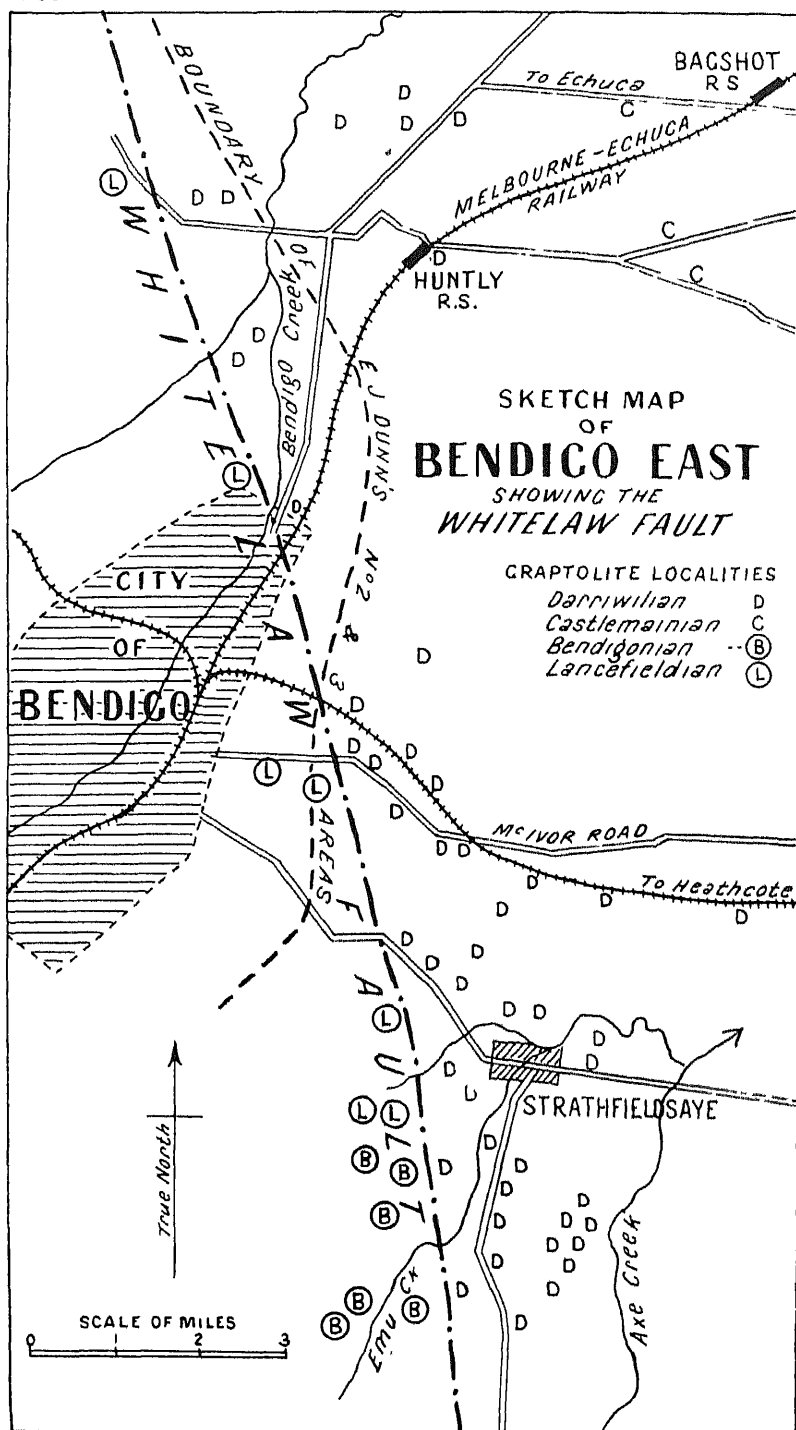 BAGSHOT
R S
To Echuca
C
D
D D D
BOUNDARY
MELBOURNE-ECHUCA
RAILWAY
L
D D
C
C
D
HUNTLY
R.S.
OF
Bendigo Creek
D
D
E. J. DUNN'S
No 2 & 3
AREAS
WHITELAW FAULT
SKETCH MAP
OF
BENDIGO EAST
SHOWING THE
WHITELAW FAULT
GRAPTOLITE LOCALITIES
Darriwilian D
Castlemainian C
Bendigonian -- B
Lancefieldian L
L
D
CITY
OF
BENDIGO
D
D
D D D
L L
D
D
McIVOR ROAD
D D
To Heathcote
D D D
D
D D D
D
L
D D
D D
D
D
STRATHFIELDSAYE
L L
D
B B D
D
B
D
D
D D D
D D D
D
D
D
Axe Creek
B B B
D
D
Emu Ck
True North
SCALE OF MILES
0 1 2 3